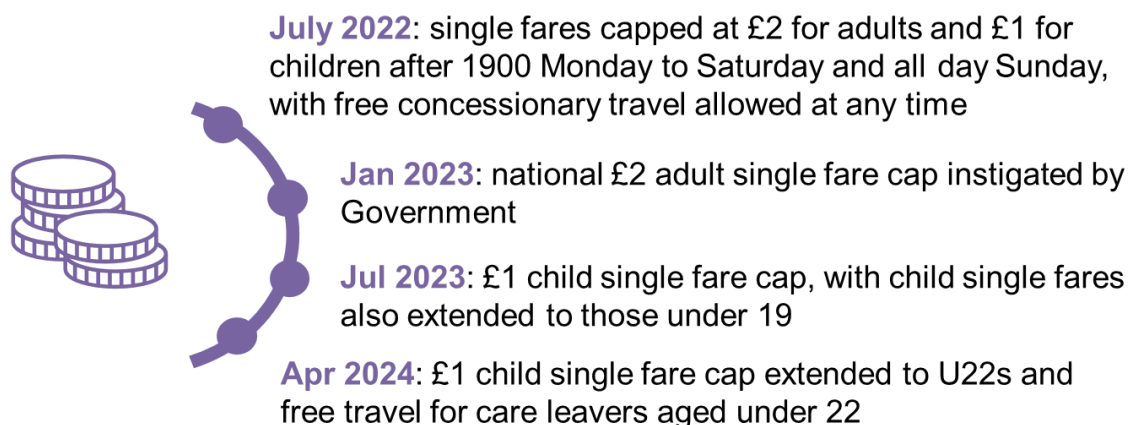 July 2022: single fares capped at £2 for adults and £1 for
children after 1900 Monday to Saturday and all day Sunday,
with free concessionary travel allowed at any time
Jan 2023: national £2 adult single fare cap instigated by
Government
Jul 2023: £1 child single fare cap, with child single fares
also extended to those under 19
Apr 2024: £1 child single fare cap extended to U22s and
free travel for care leavers aged under 22